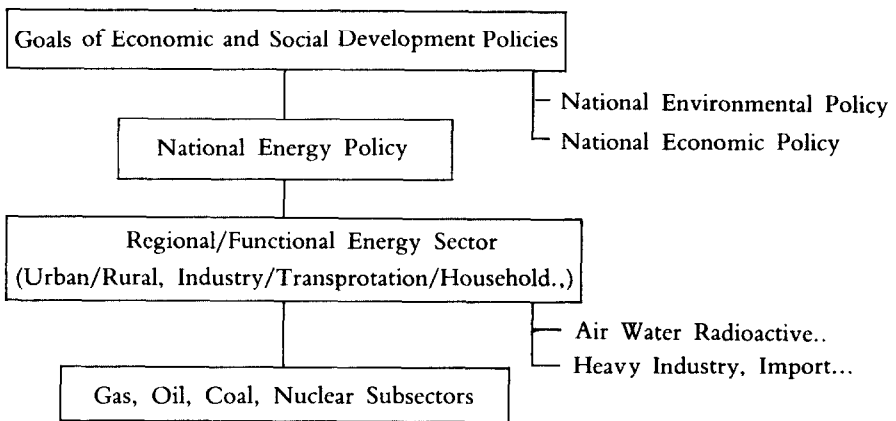 Goals of Economic and Social Development Policies
National Environmental Policy
National Economic Policy
National Energy Policy
Regional/Functional Energy Sector
(Urban/Rural, Industry/Transprotation/Household.,)
Air Water Radioactive..
Heavy Industry, Import...
Gas, Oil, Coal, Nuclear Subsectors